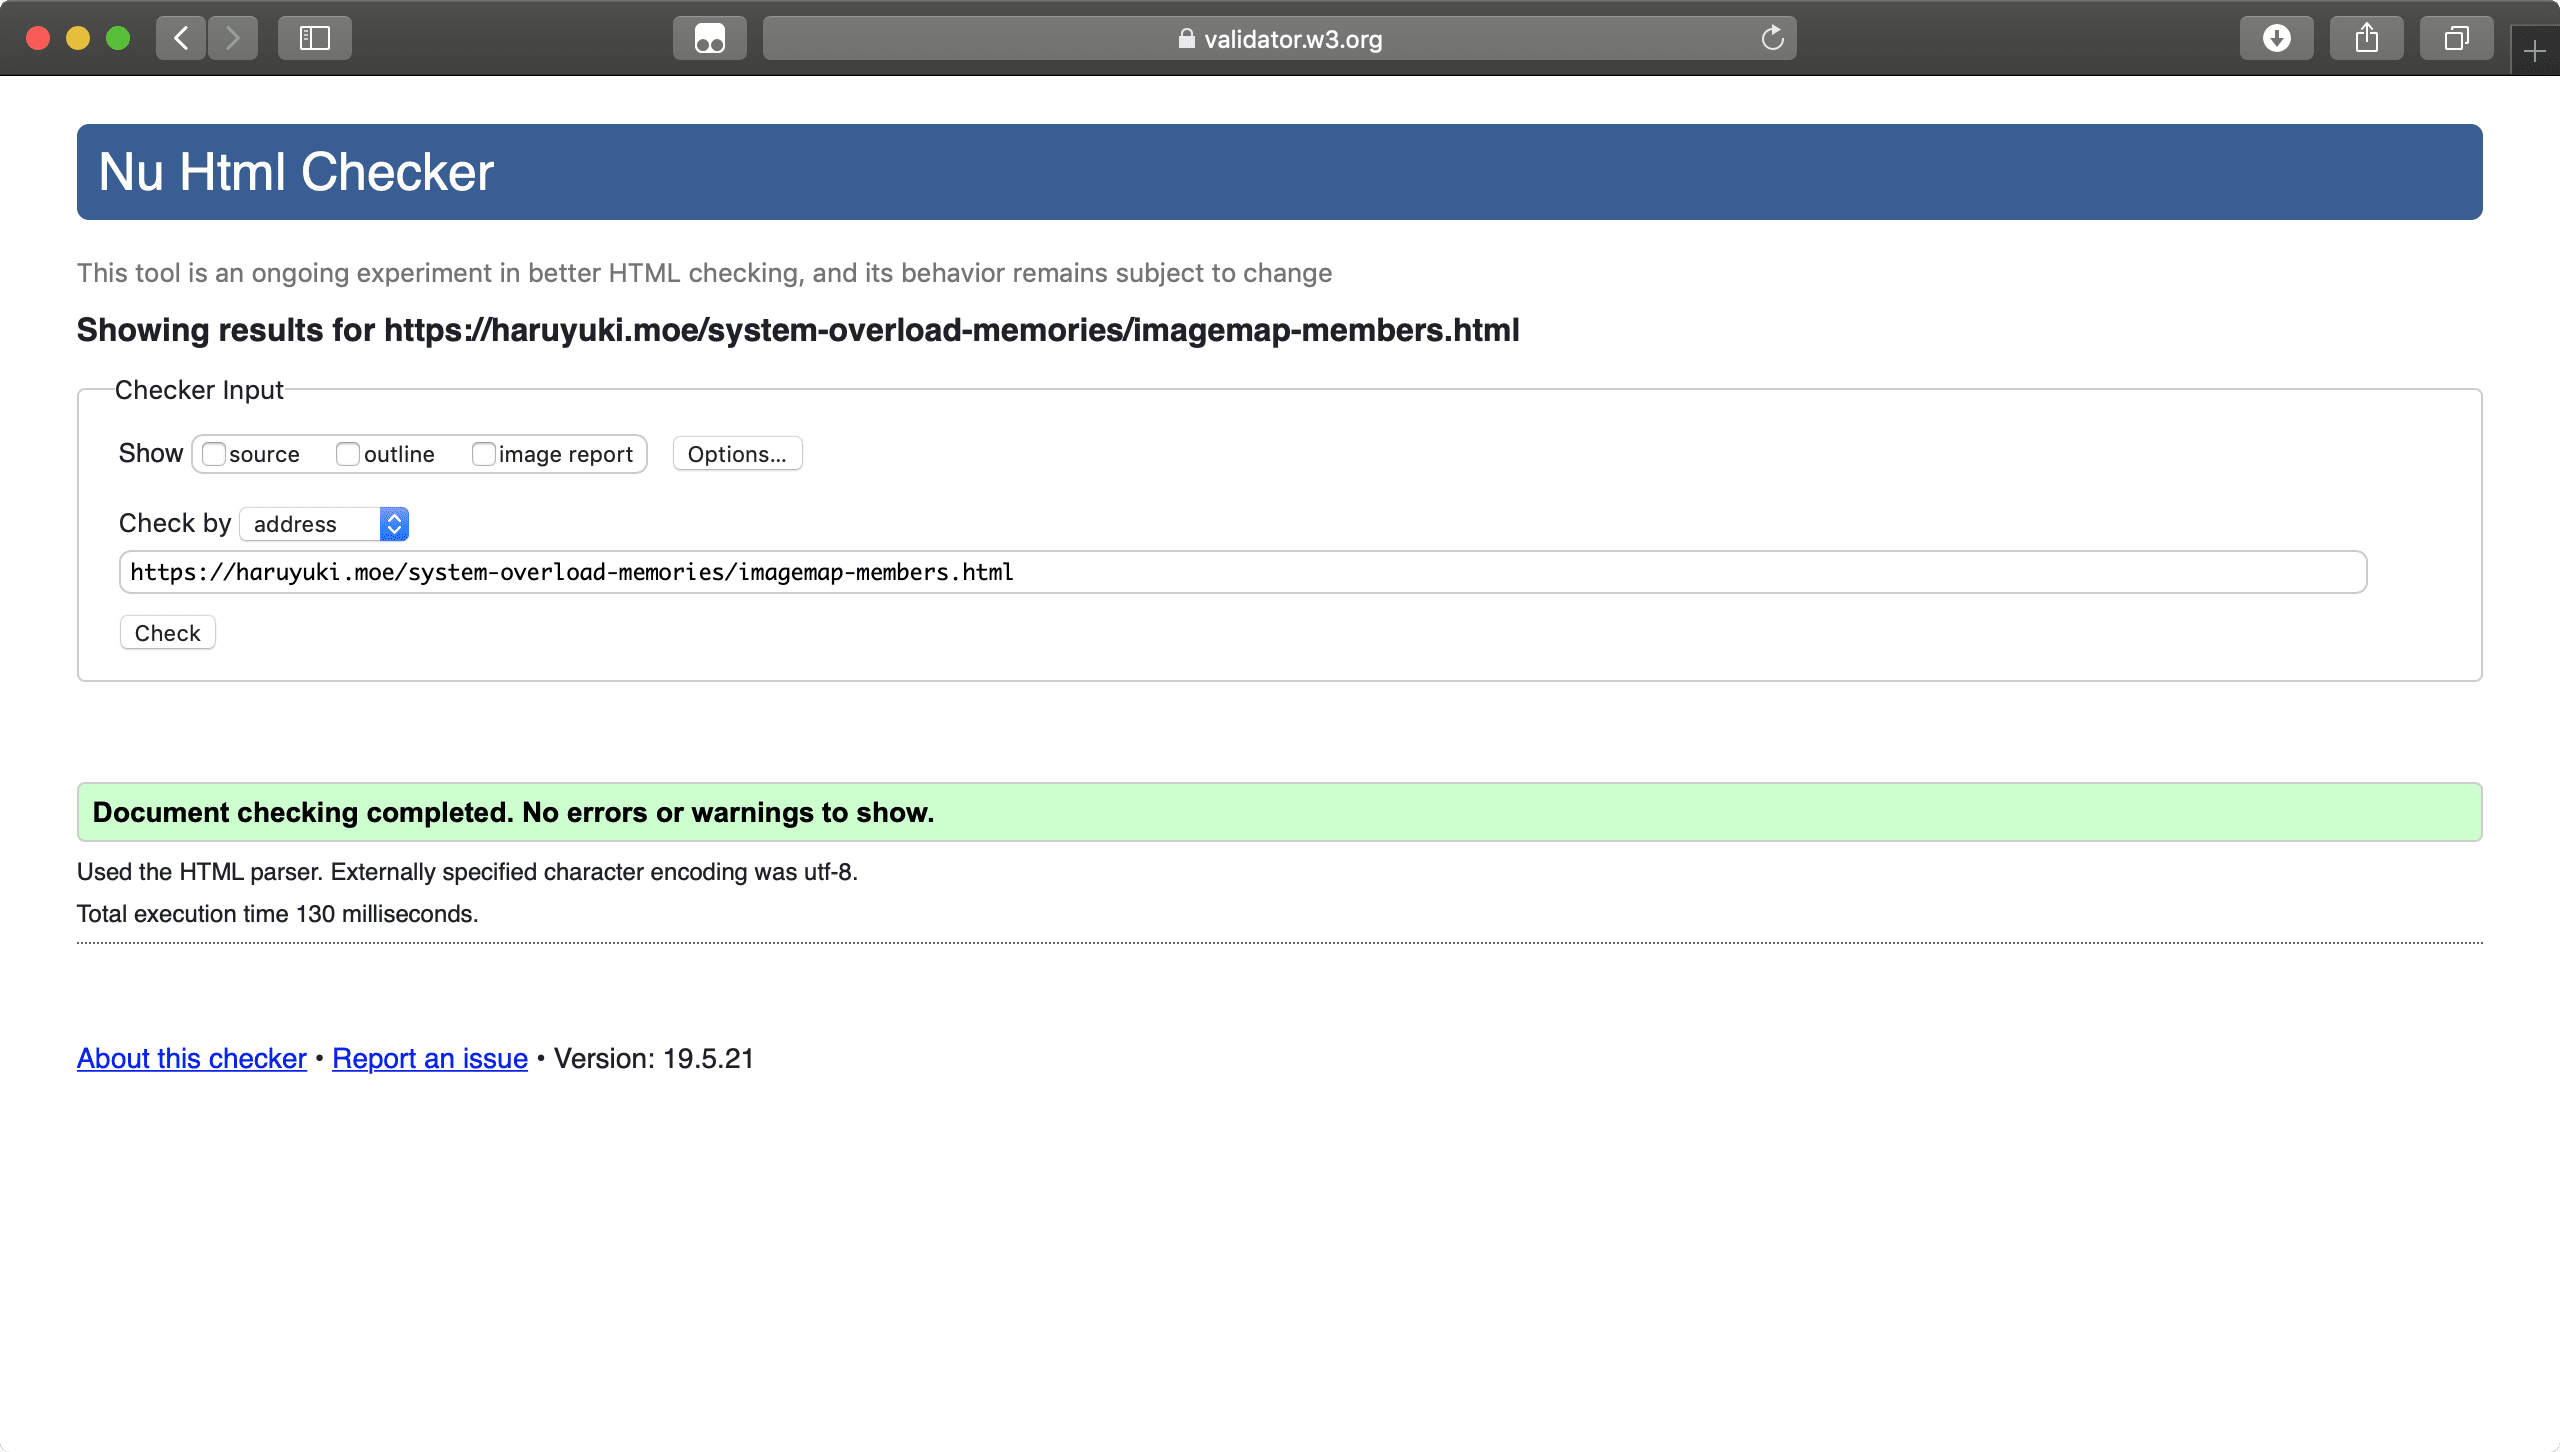 validator.w3.org
Nu Html Checker
This tool is an ongoing experiment in better HTML checking, and its behavior remains subject to change
Showing results for https://haruyuki.moe/system-overload-memories/imagemap-members.html
Checker Input
Show source outline image report Options...
Check by address
https://haruyuki.moe/system-overload-memories/imagemap-members.html
Check
Document checking completed. No errors or warnings to show.
Used the HTML parser. Externally specified character encoding was utf-8.
Total execution time 130 milliseconds.
About this checker • Report an issue • Version: 19.5.21